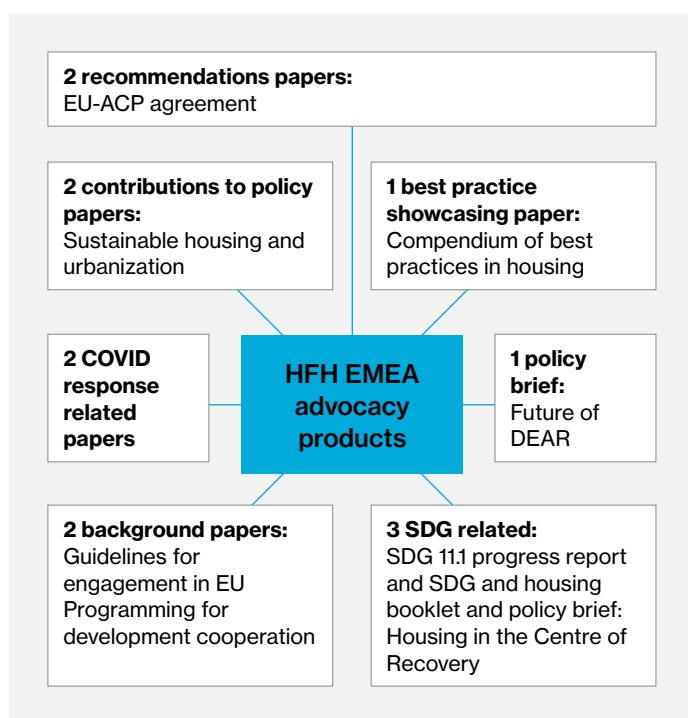 2 recommendations papers:
EU-ACP agreement
2 contributions to policy
papers:
Sustainable housing and
urbanization
1 best practice
showcasing paper:
Compendium of best
practices in housing
2 COVID
response
related
papers
HFH EMEA
advocacy
products
1 policy
brief:
Future of
DEAR
2 background papers:
Guidelines for
engagement in EU
Programming for
development cooperation
3 SDG related:
SDG 11.1 progress report
and SDG and housing
booklet and policy brief:
Housing in the Centre of
Recovery